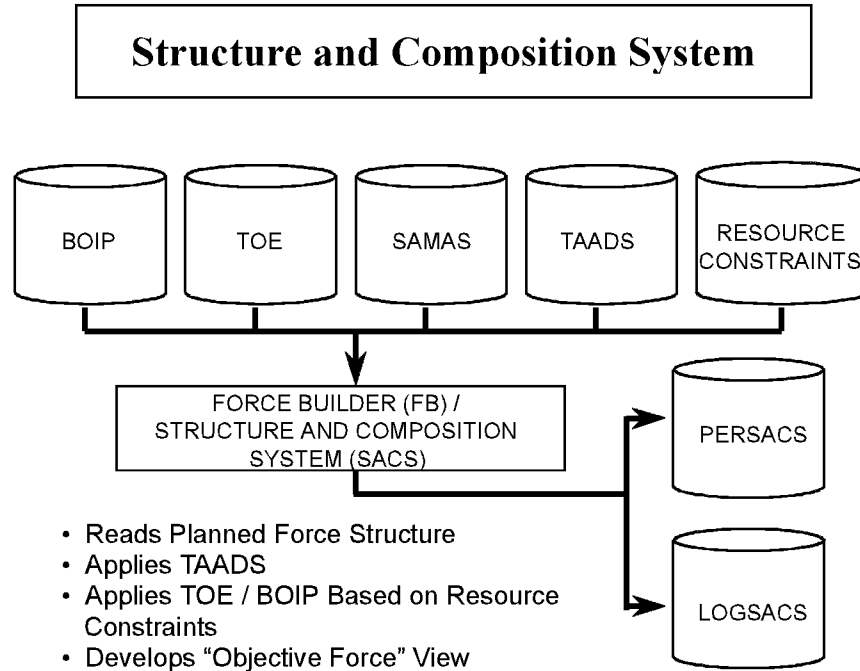 Structure and Composition System
BOIP
TOE
SAMAS
TAADS
RESOURCE
CONSTRAINTS
FORCE BUILDER (FB) /
STRUCTURE AND COMPOSITION
SYSTEM (SACS)
PERSACS
LOGSACS
• Reads Planned Force Structure
• Applies TAADS
• Applies TOE / BOIP Based on Resource
Constraints
• Develops “Objective Force” View